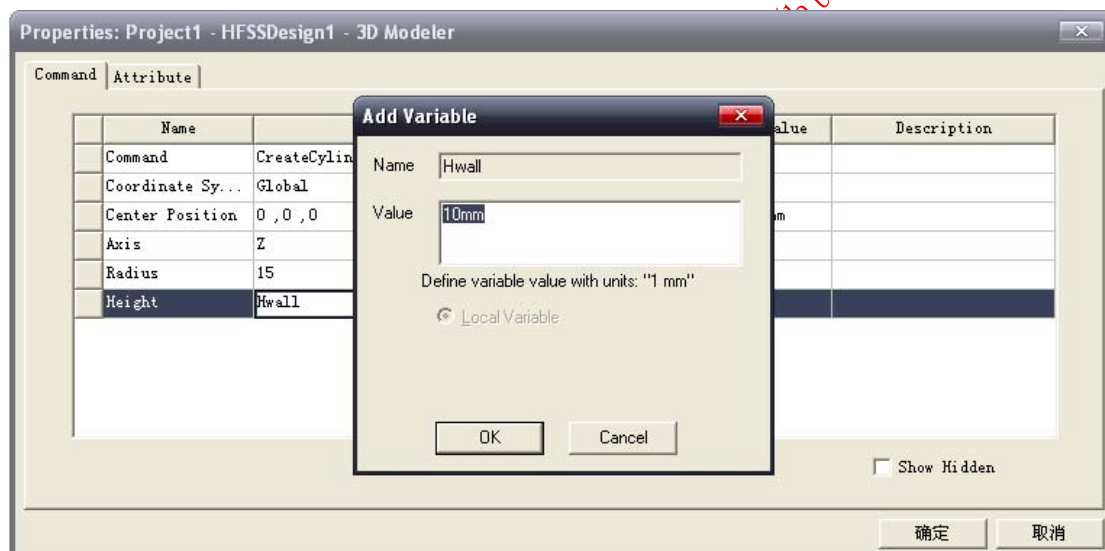 Properties: Project1 - HFSSDesign1 - 3D Modeler
Command Attribute
Name alue Description
Command CreateCylin
Coordinate Sy... Global
Center Position 0 ,0 ,0 m
Axis Z
Radius 15
Height Hwall
Add Variable
Name Hwall
Value 10mm
Define variable value with units: "1 mm"
Local Variable
OK Cancel
Show Hidden
确定 取消